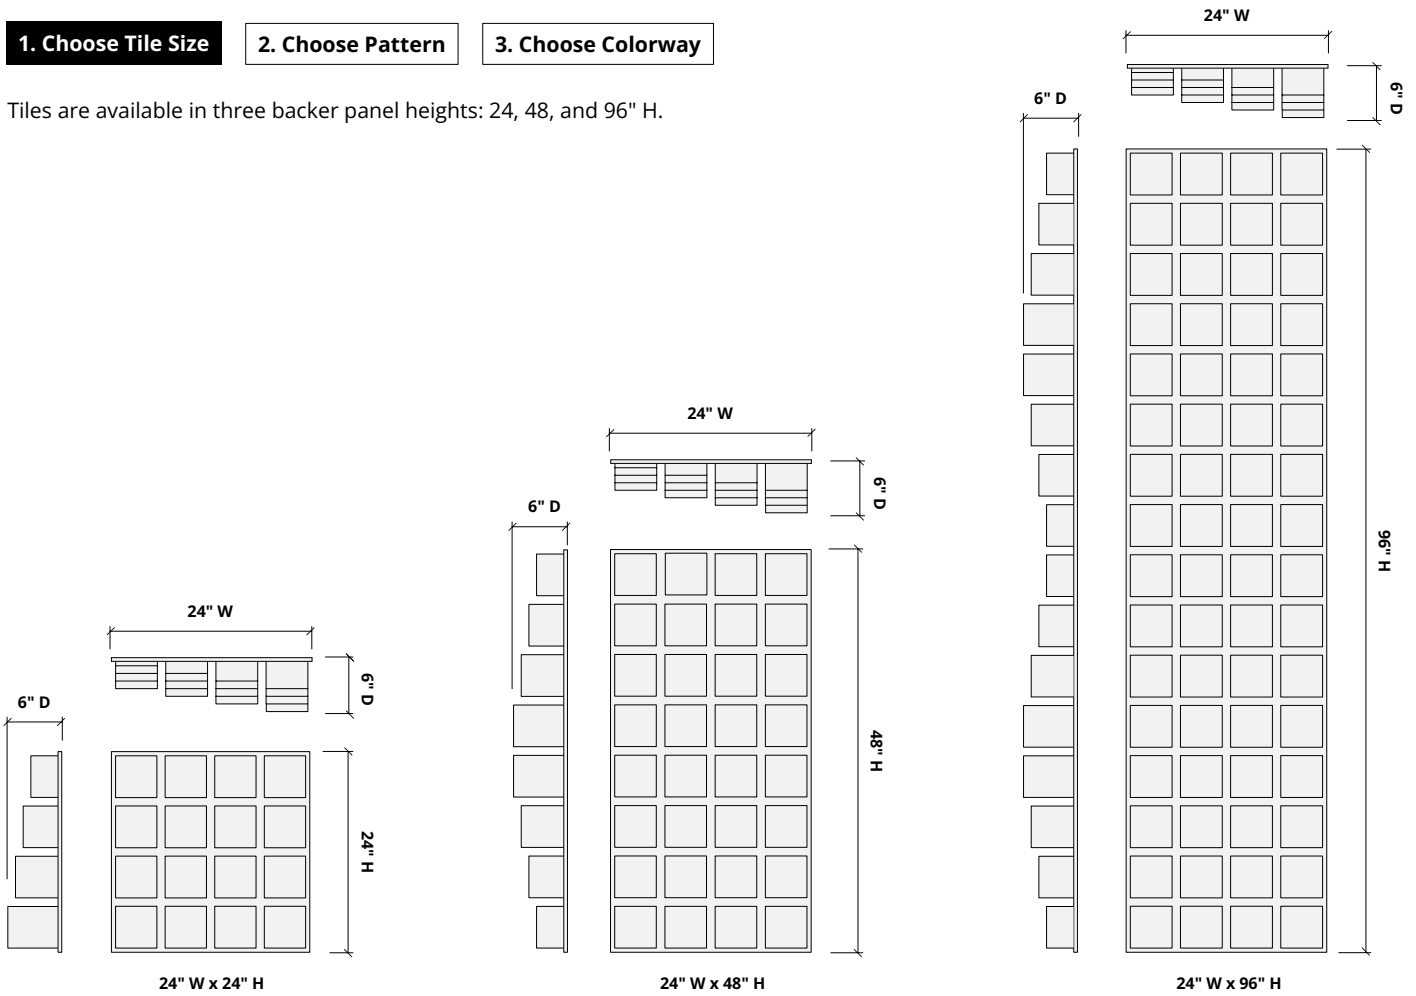 1. Choose Tile Size
2. Choose Pattern
3. Choose Colorway
Tiles are available in three backer panel heights: 24, 48, and 96" H.
24" W
6" D
6" D
24" H
24" W x 24" H
24" W
6" D
6" D
48" H
24" W x 48" H
24" W
6" D
6" D
96" H
24" W x 96" H